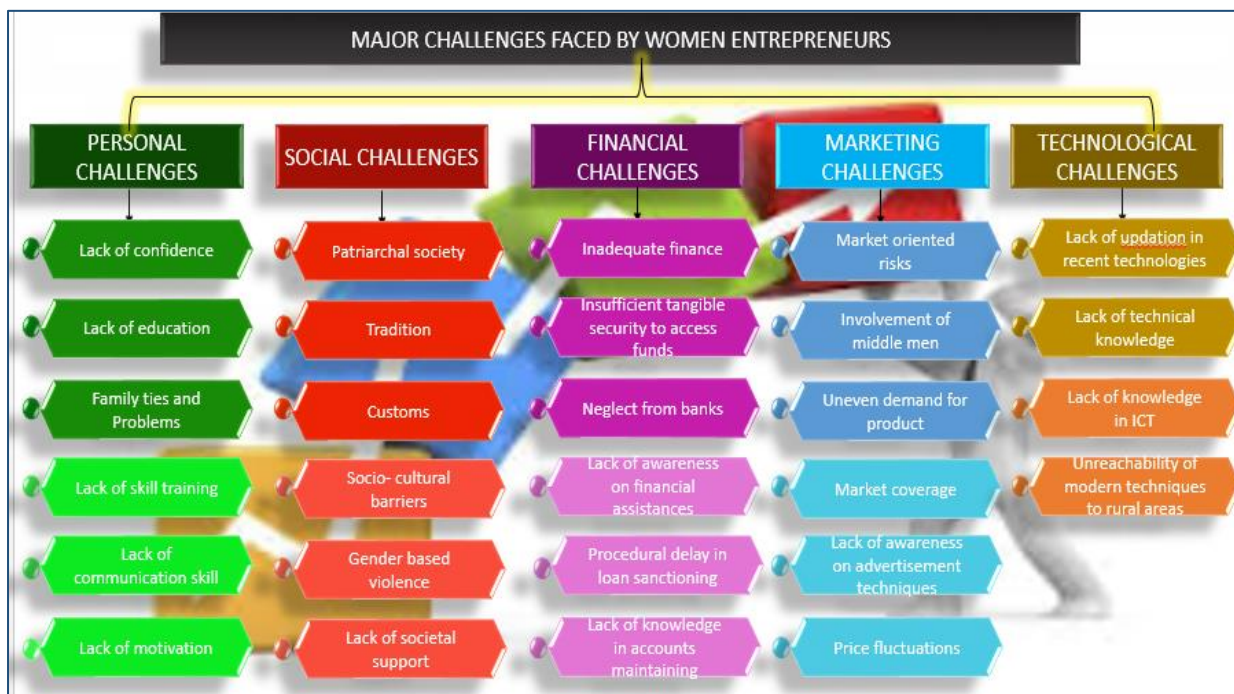 MAJOR CHALLENGES FACED BY WOMEN ENTREPRENEURS
PERSONAL
CHALLENGES
Lack of confidence
Lack of education
Family ties and
Problems
Lack of skill training
Lack of
communication skill
Lack of motivation
SOCIAL CHALLENGES
Patriarchal society
Tradition
Customs
Socio- cultural
barriers
Gender based
violence
Lack of societal
support
FINANCIAL
CHALLENGES
Inadequate finance
Insufficient tangible
security to access
funds
Neglect from banks
Lack of awareness
on financial
assistances
Procedural delay in
loan sanctioning
Lack of knowledge
in accounts
maintaining
MARKETING
CHALLENGES
Market oriented
risks
Involvement of
middle men
Uneven demand for
product
Market coverage
Lack of awareness
on advertisement
techniques
Price fluctuations
TECHNOLOGICAL
CHALLENGES
Lack of updation in
recent technologies
Lack of technical
knowledge
Lack of knowledge
in ICT
Unreachability of
modern techniques
to rural areas